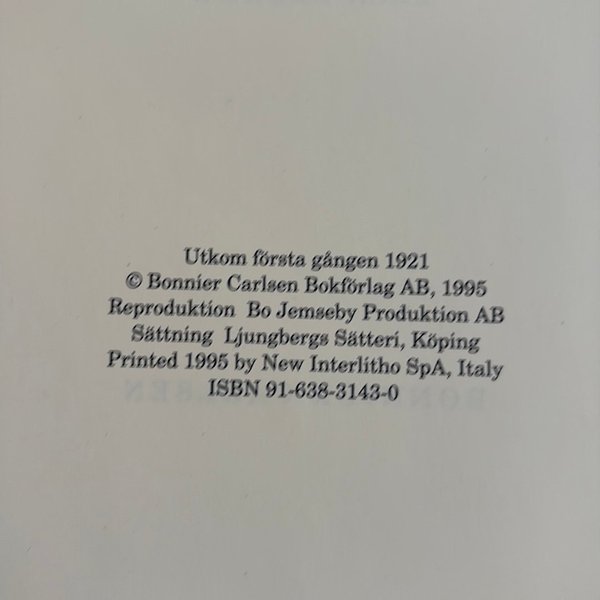 Utkom första gången 1921
© Bonnier Carlsen Bokförlag AB, 1995
Reproduktion Bo Jemseby Produktion AB
Sättning Ljungbergs Sätteri, Köping
Printed 1995 by New Interlitho SpA, Italy
ISBN 91-638-3143-0